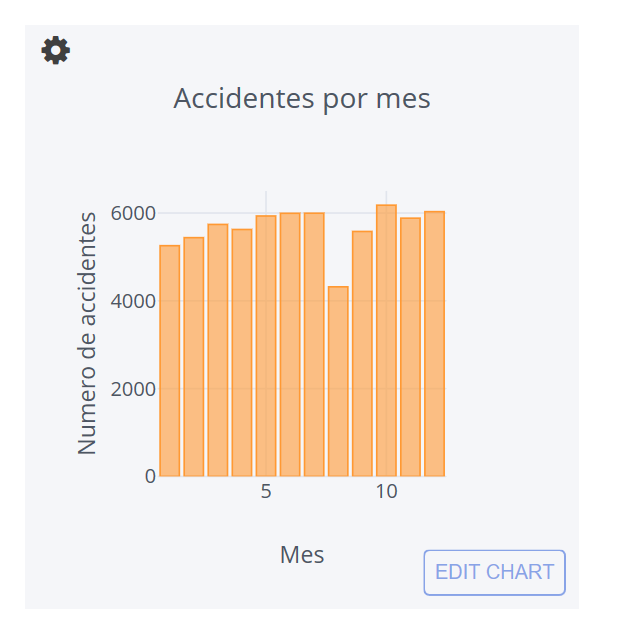 Accidentes por mes
Numero de accidentes
6000
4000
2000
0
5
10
Mes
EDIT CHART